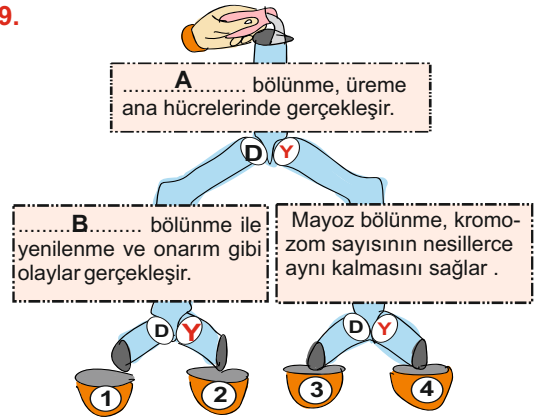 9.
.........A.......... bölünme, üreme
ana hücrelerinde gerçekleşir.
D Y
.........B......... bölünme ile
yenilenme ve onarım gibi
olaylar gerçekleşir.
Mayoz bölünme, kromo-
zom sayısının nesillerce
aynı kalmasını sağlar .
D Y
D Y
1 2 3 4